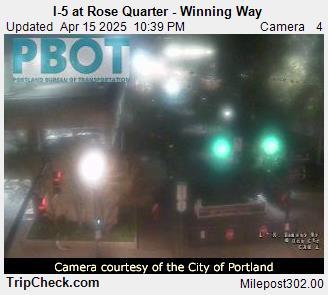 I-5 at Rose Quarter - Winning Way
Updated Apr 15 2025 10:39 PM Camera 4
PBOT
PORTLAND BUREAU OF TRANSPORTATION
Camera courtesy of the City of Portland
TripCheck.com Milepost302.00